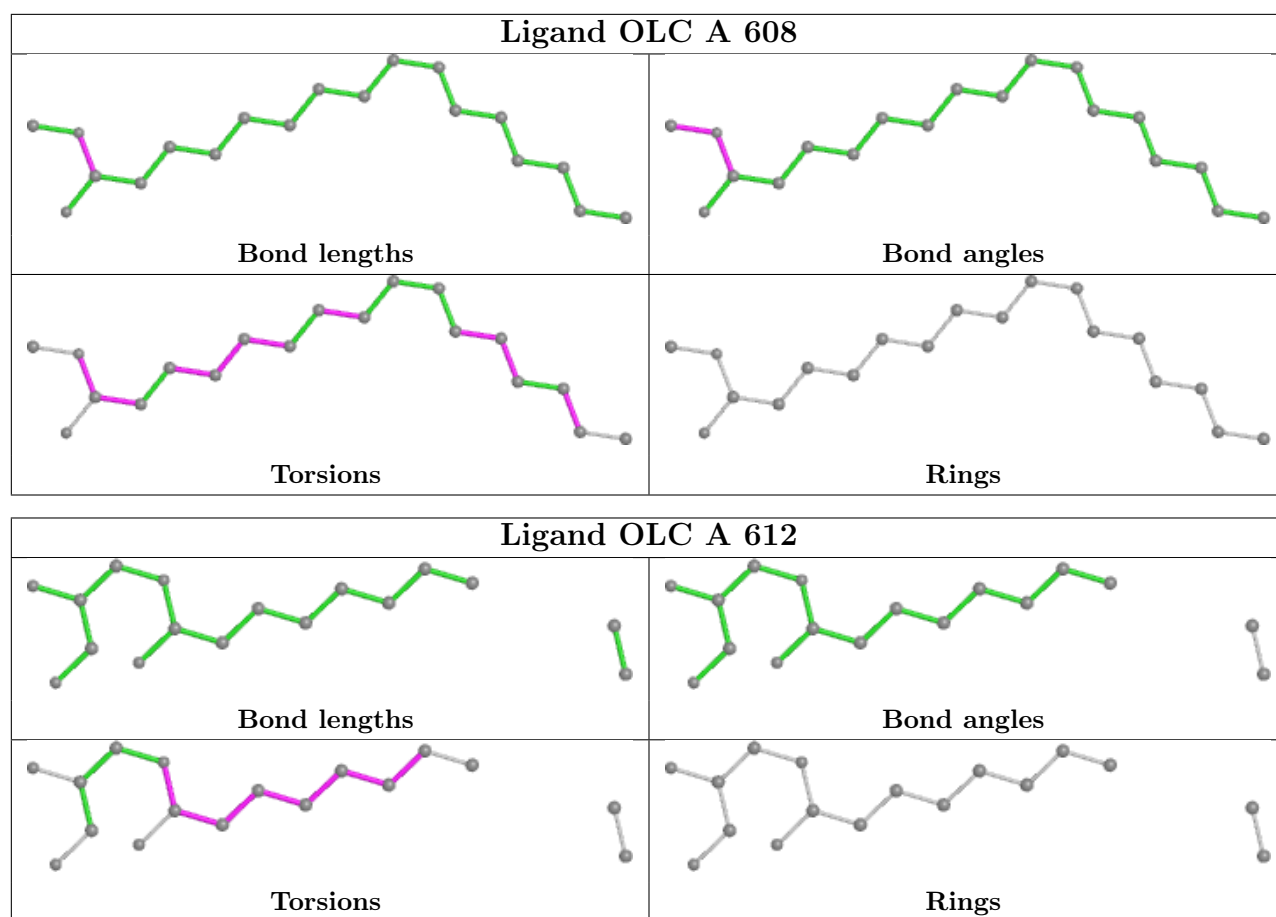 Ligand OLC A 608
Bond lengths
Bond angles
Torsions
Rings
Ligand OLC A 612
Bond lengths
Bond angles
Torsions
Rings